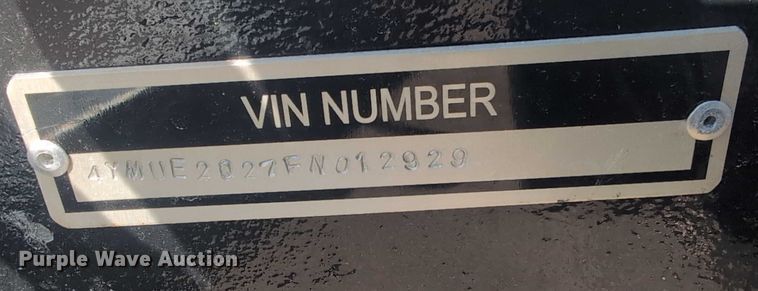 VIN NUMBER
4YMUE2027FN012929
Purple Wave Auction